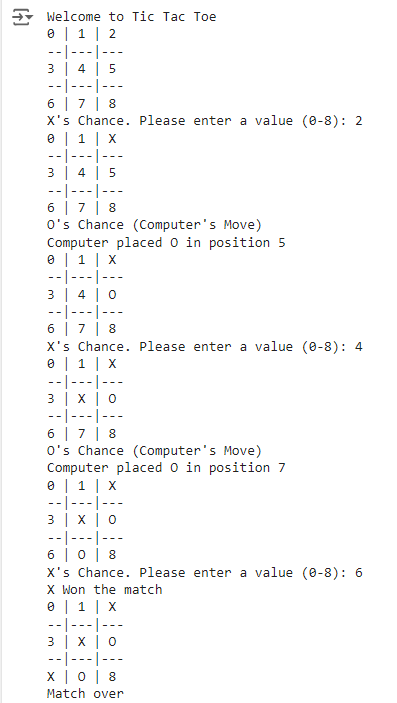 Welcome to Tic Tac Toe
0 | 1 | 2
--|---|---
3 | 4 | 5
--|---|---
6 | 7 | 8
X's Chance. Please enter a value (0-8): 2
0 | 1 | X
--|---|---
3 | 4 | 5
--|---|---
6 | 7 | 8
O's Chance (Computer's Move)
Computer placed O in position 5
0 | 1 | X
--|---|---
3 | 4 | O
--|---|---
6 | 7 | 8
X's Chance. Please enter a value (0-8): 4
0 | 1 | X
--|---|---
3 | X | O
--|---|---
6 | 7 | 8
O's Chance (Computer's Move)
Computer placed O in position 7
0 | 1 | X
--|---|---
3 | X | O
--|---|---
6 | O | 8
X's Chance. Please enter a value (0-8): 6
X Won the match
0 | 1 | X
--|---|---
3 | X | O
--|---|---
X | O | 8
Match over